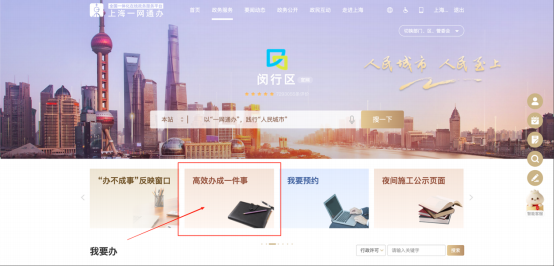 上海一网通办
首页
政务服务
要闻动态
政务公开
政民互动
走进上海
上海...
退出
闵行区
人民城市 人民至上
本站
以“一网通办”，践行“人民城市”
搜一下
“办不成事”反映窗口
高效办成一件事
我要预约
夜间施工公示页面
我要办
行政许可
请输入关键字
搜索